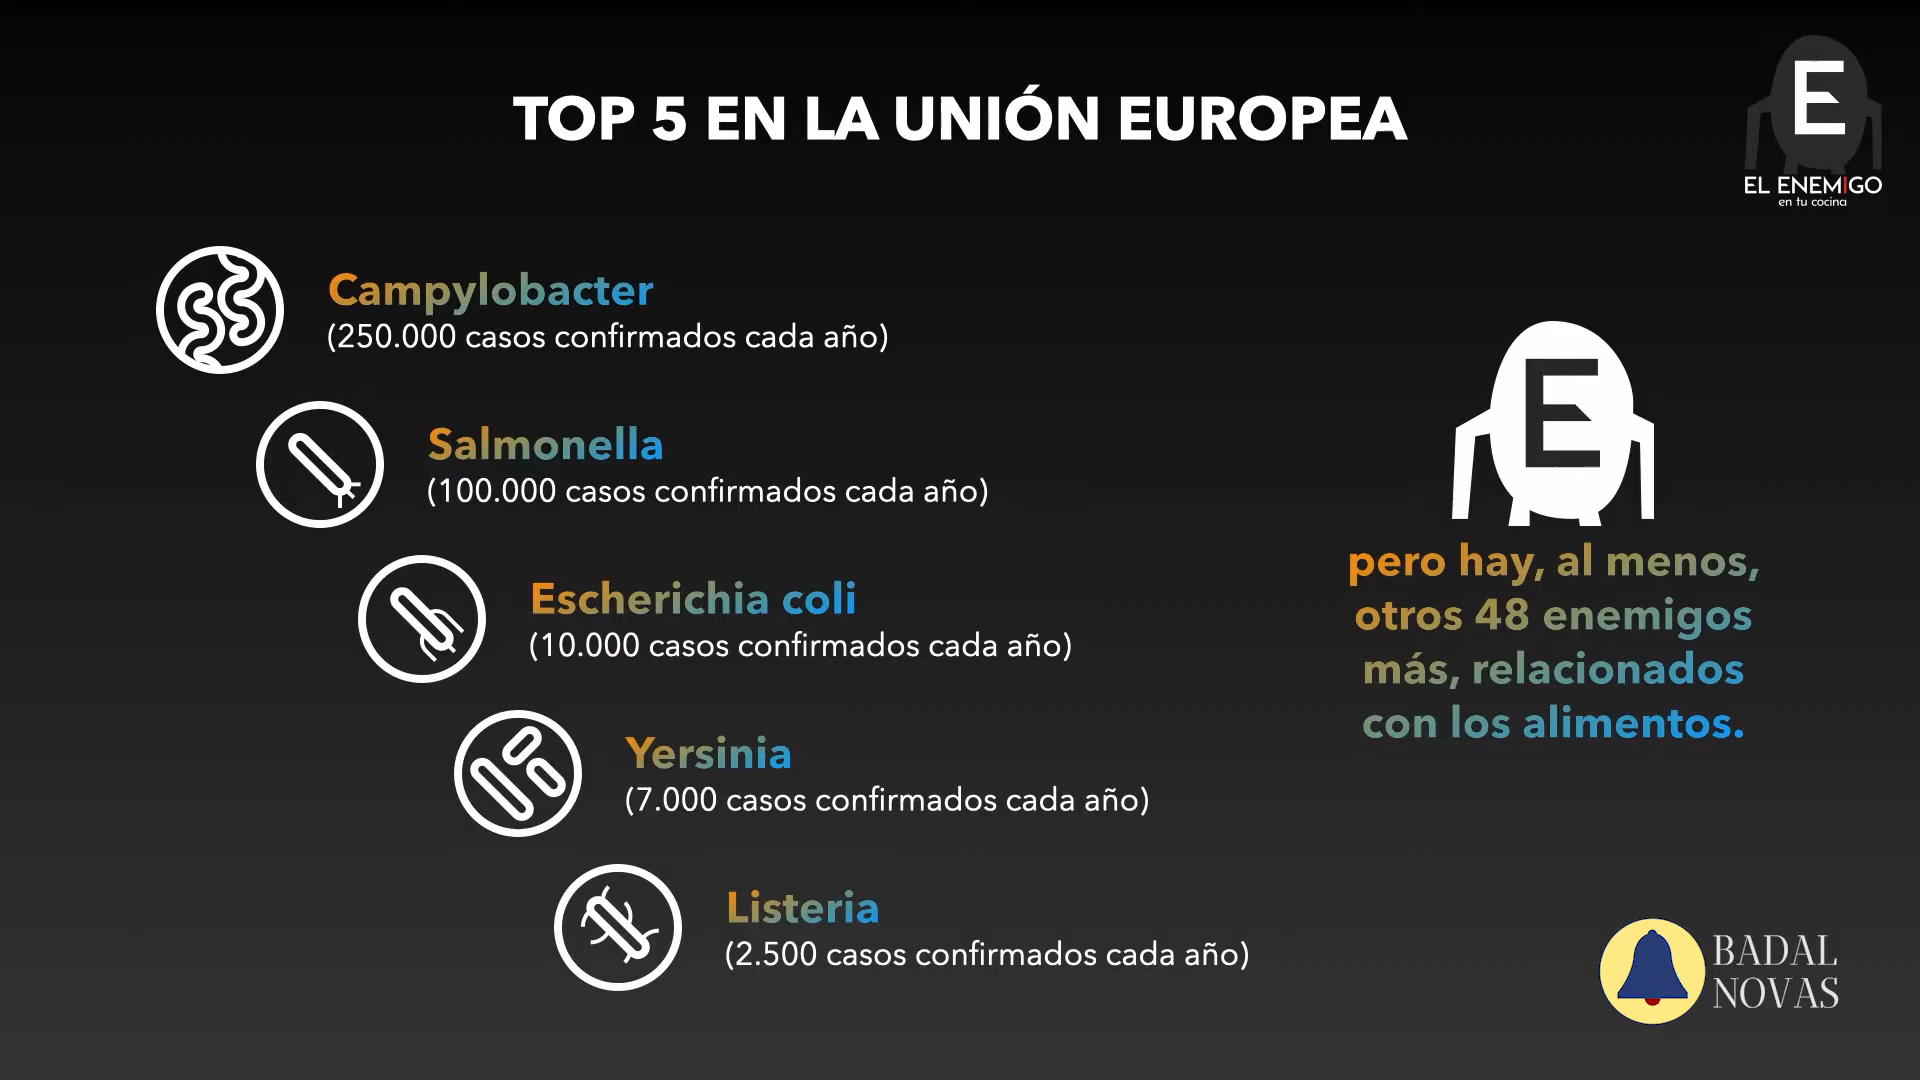 TOP 5 EN LA UNIÓN EUROPEA
E
EL ENEMIGO
en tu cocina
Campylobacter
(250.000 casos confirmados cada año)
Salmonella
(100.000 casos confirmados cada año)
Escherichia coli
(10.000 casos confirmados cada año)
Yersinia
(7.000 casos confirmados cada año)
Listeria
(2.500 casos confirmados cada año)
E
pero hay, al menos,
otros 48 enemigos
más, relacionados
con los alimentos.
BADAL
NOVAS